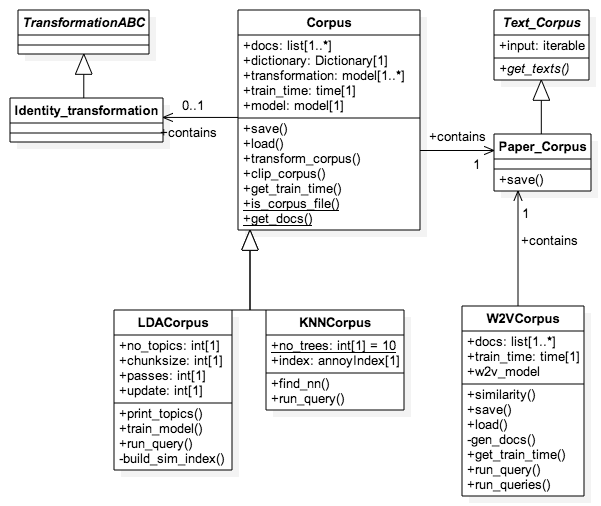 TransformationABC
Identity_transformation
0..1
+contains
Corpus
+docs: list[1..*]
+dictionary: Dictionary[1]
+transformation: model[1..*]
+train_time: time[1]
+model: model[1]
+save()
+load()
+transform_corpus()
+clip_corpus()
+get_train_time()
+is_corpus_file()
+get_docs()
+contains
1
Text_Corpus
+input: iterable
+get_texts()
Paper_Corpus
+save()
1
+contains
LDACorpus
+no_topics: int[1]
+chunksize: int[1]
+passes: int[1]
+update: int[1]
+print_topics()
+train_model()
+run_query()
-build_sim_index()
KNNCorpus
+no_trees: int[1] = 10
+index: annoyIndex[1]
+find_nn()
+run_query()
W2VCorpus
+docs: list[1..*]
+train_time: time[1]
+w2v_model
+similarity()
+save()
+load()
-gen_docs()
+get_train_time()
+run_query()
+run_queries()